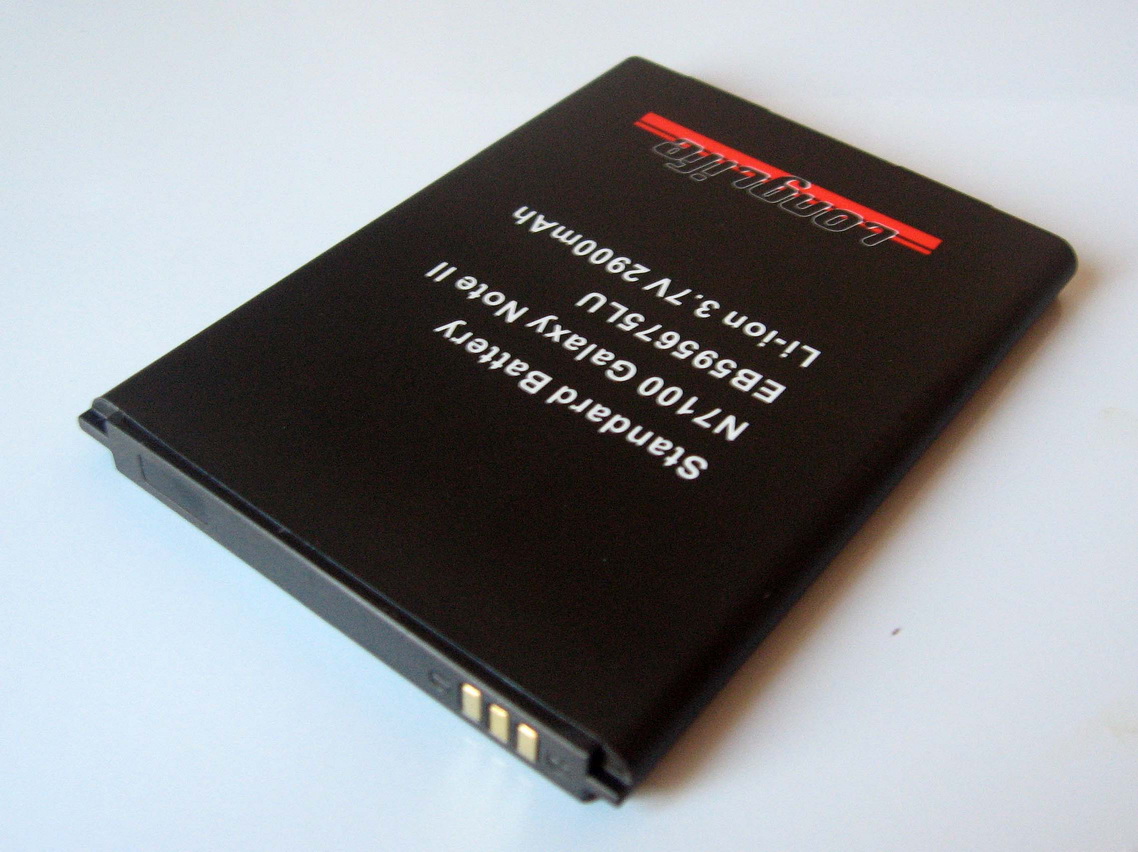 LongLife
Li-ion 3.7V 2900mAh
EB595675LU
N7100 Galaxy Note II
Standard Battery